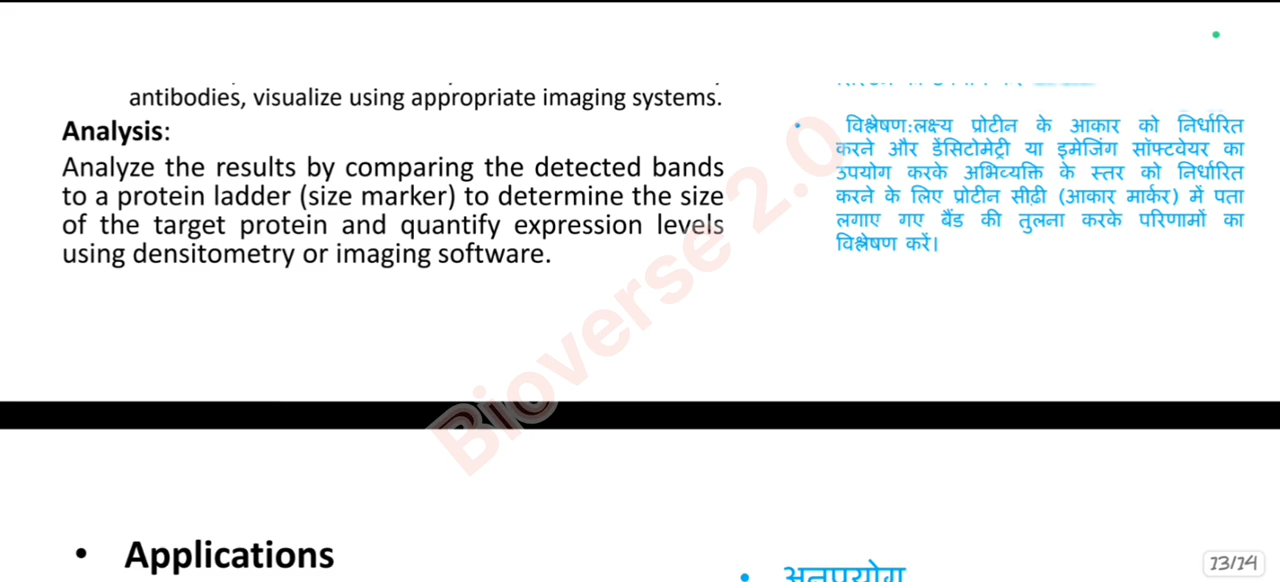 antibodies, visualize using appropriate imaging systems.
Analysis:
Analyze the results by comparing the detected bands
to a protein ladder (size marker) to determine the size
of the target protein and quantify expression levels
using densitometry or imaging software.
• विश्लेषण:लक्ष्य प्रोटीन के आकार को निर्धारित
करने और डेंसिटोमेट्री या इमेजिंग सॉफ्टवेयर का
उपयोग करके अभिव्यक्ति के स्तर को निर्धारित
करने के लिए प्रोटीन सीढ़ी (आकार मार्कर) में पता
लगाए गए बैंड की तुलना करके परिणामों का
विश्लेषण करें।
Bioverse 2.0
• Applications
• अनुप्रयोग
13/14